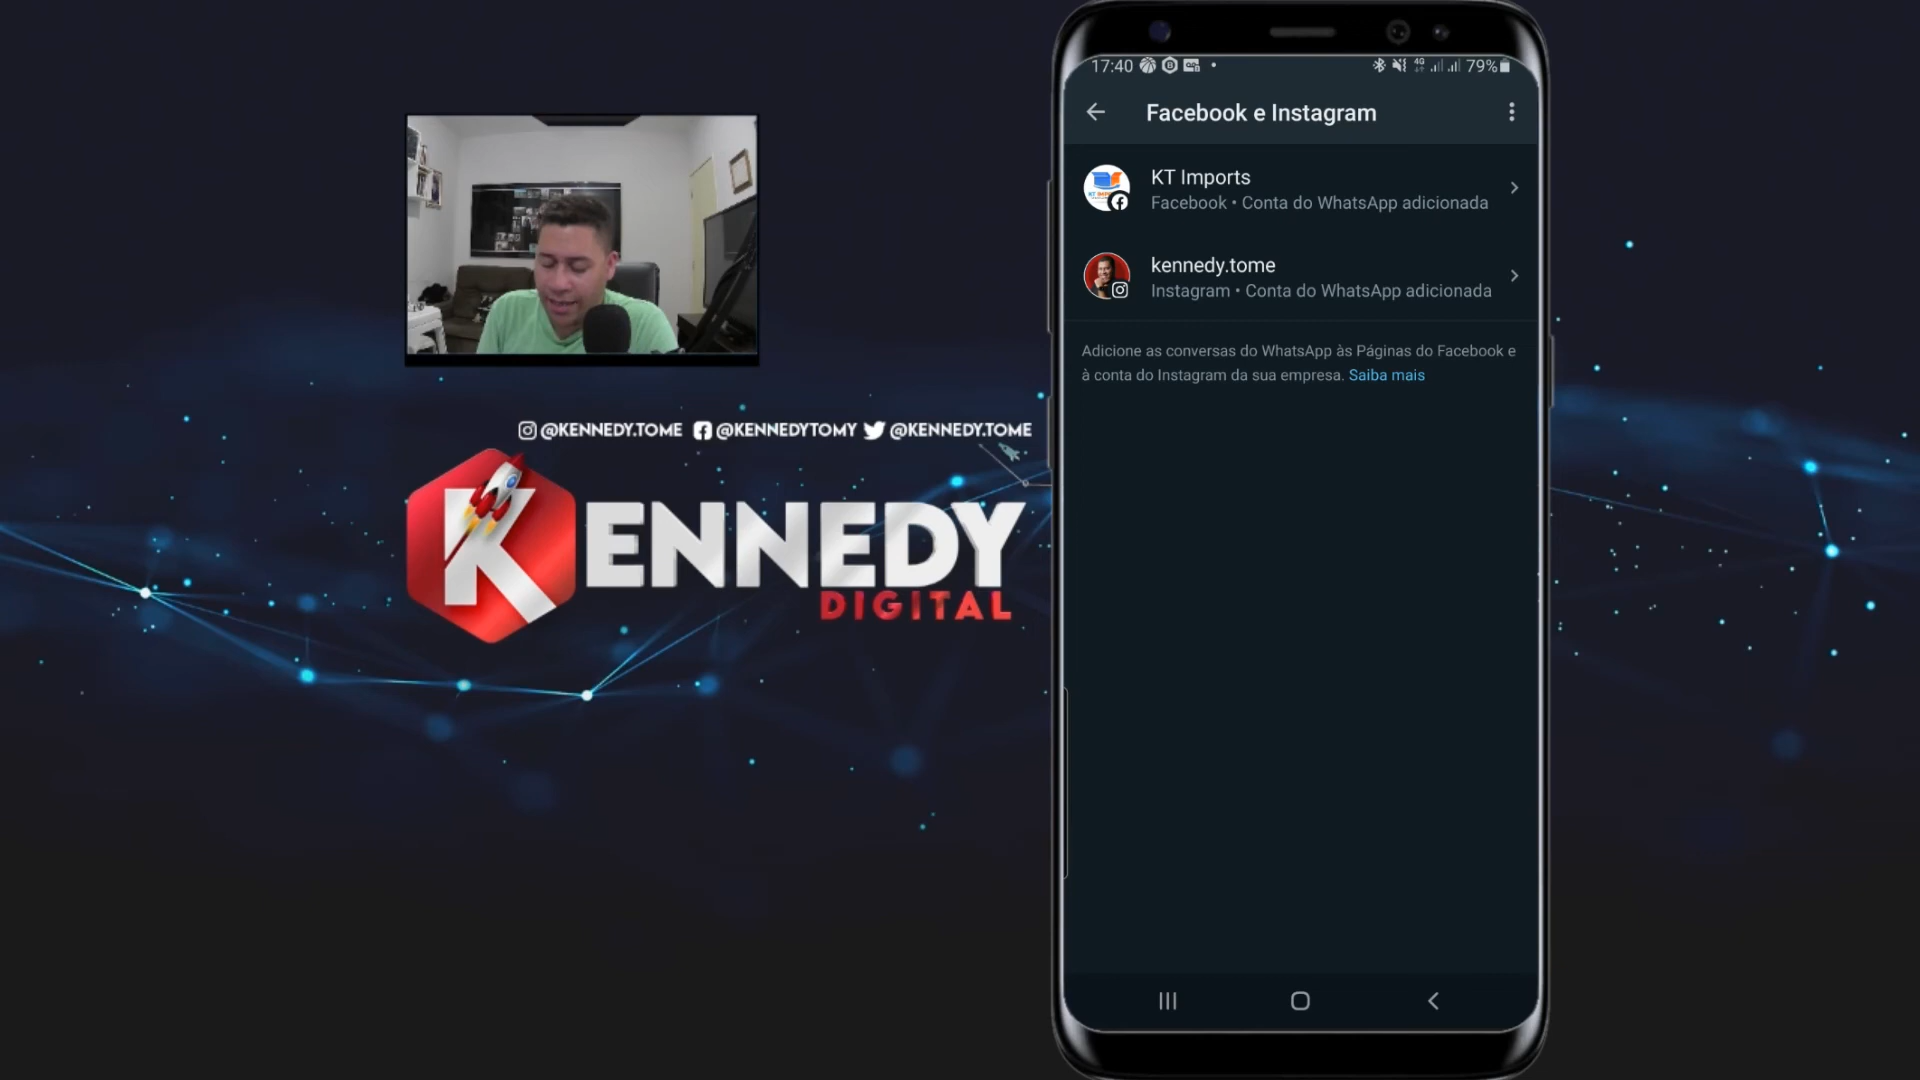 @KENNEDY.TOME @KENNEDYTOMY @KENNEDY.TOME
KENNEDY
DIGITAL
17:40 4G 79%
Facebook e Instagram
KT Imports
Facebook • Conta do WhatsApp adicionada
kennedy.tome
Instagram • Conta do WhatsApp adicionada
Adicione as conversas do WhatsApp às Páginas do Facebook e
à conta do Instagram da sua empresa. Saiba mais